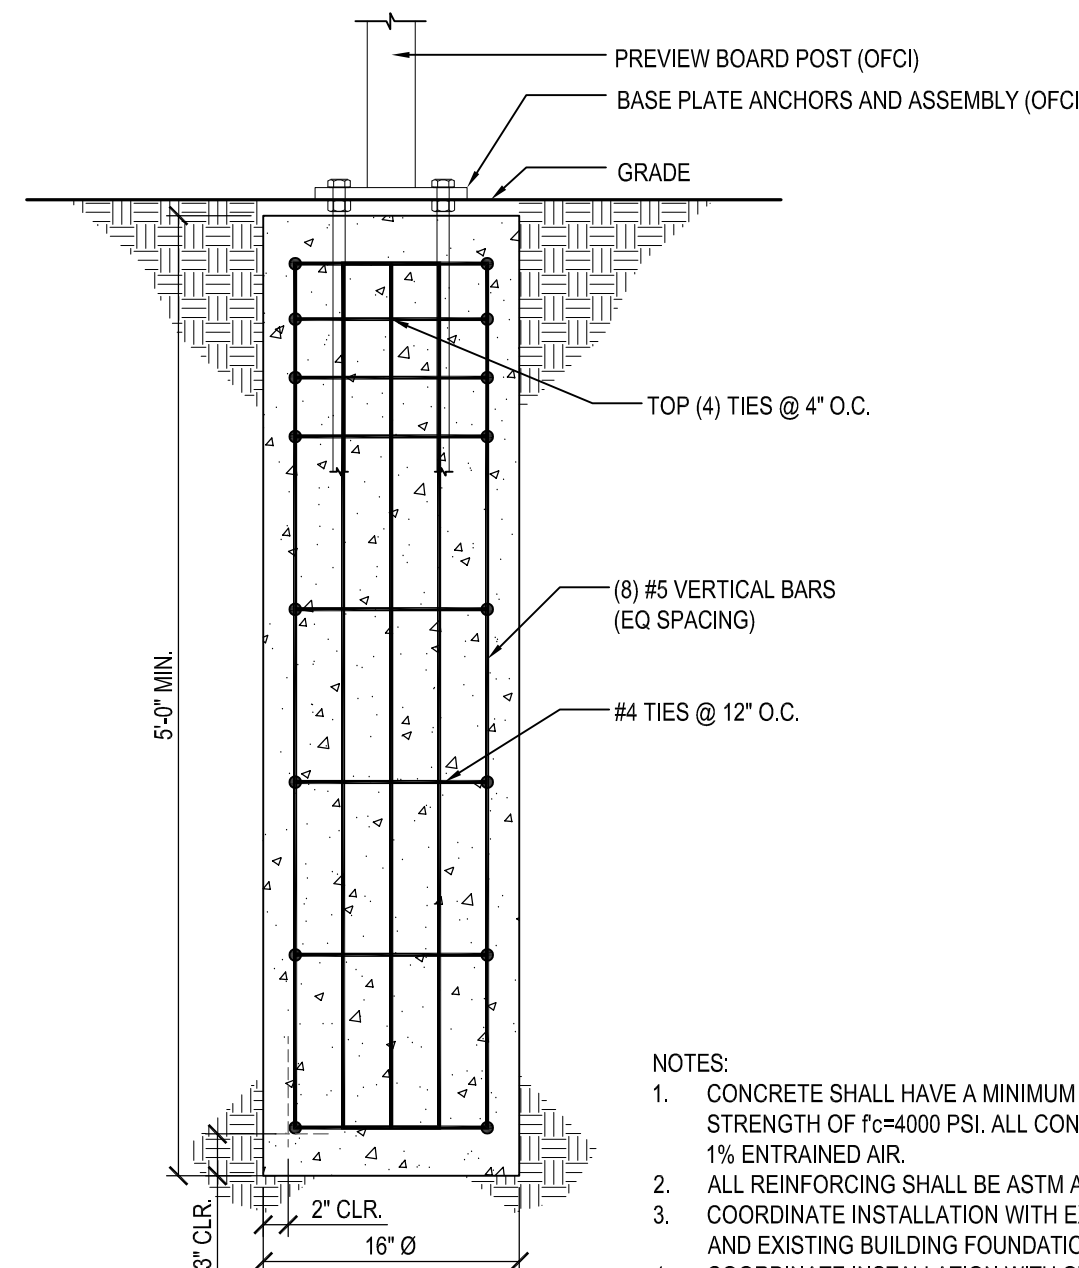 PREVIEW BOARD POST (OFCI)
BASE PLATE ANCHORS AND ASSEMBLY (OFCI
GRADE
TOP (4) TIES @ 4" O.C.
(8) #5 VERTICAL BARS
(EQ SPACING)
#4 TIES @ 12" O.C.
5'-0" MIN.
3" CLR.
2" CLR.
16" Ø
NOTES:
1. CONCRETE SHALL HAVE A MINIMUM
STRENGTH OF f'c=4000 PSI. ALL CON
1% ENTRAINED AIR.
2. ALL REINFORCING SHALL BE ASTM A
3. COORDINATE INSTALLATION WITH E
AND EXISTING BUILDING FOUNDATIO
COORDINATE INSTALLATION WITH